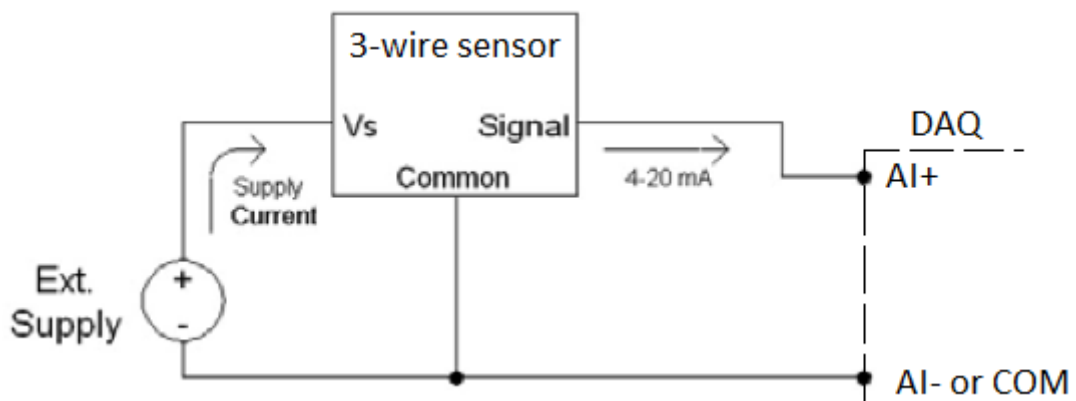 3-wire sensor
Vs
Signal
Common
Supply
Current
4-20 mA
DAQ
AI+
+
-
Ext.
Supply
AI- or COM